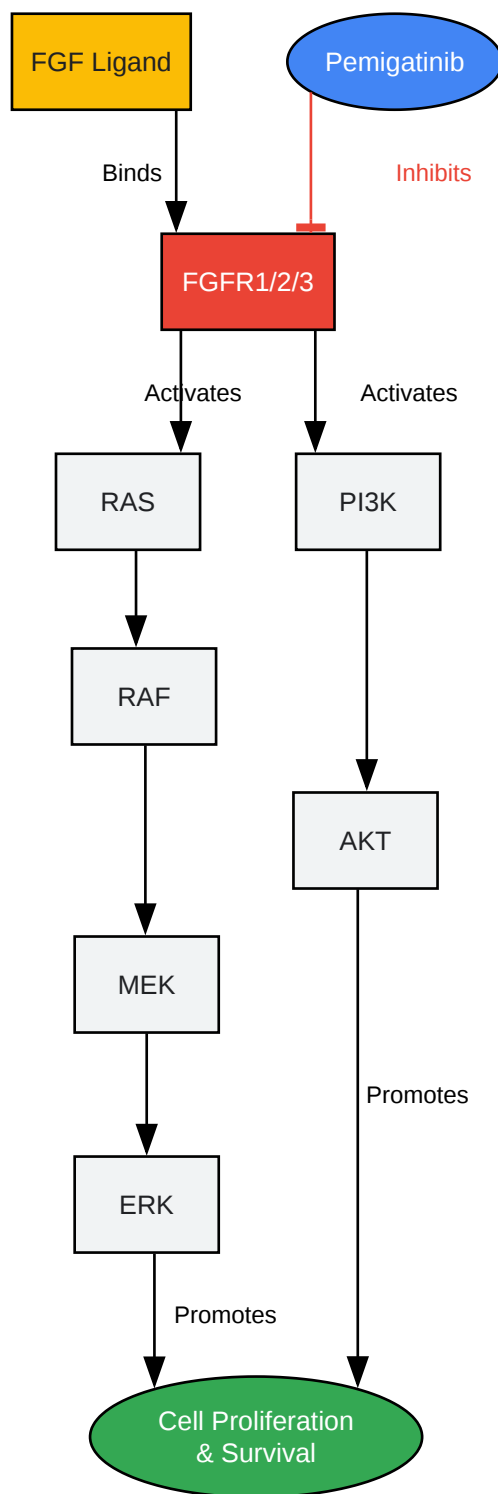 FGF Ligand
Pemigatinib
Binds
Inhibits
FGFR1/2/3
Activates
Activates
RAS
PI3K
RAF
AKT
MEK
Promotes
ERK
Promotes
Cell Proliferation
& Survival